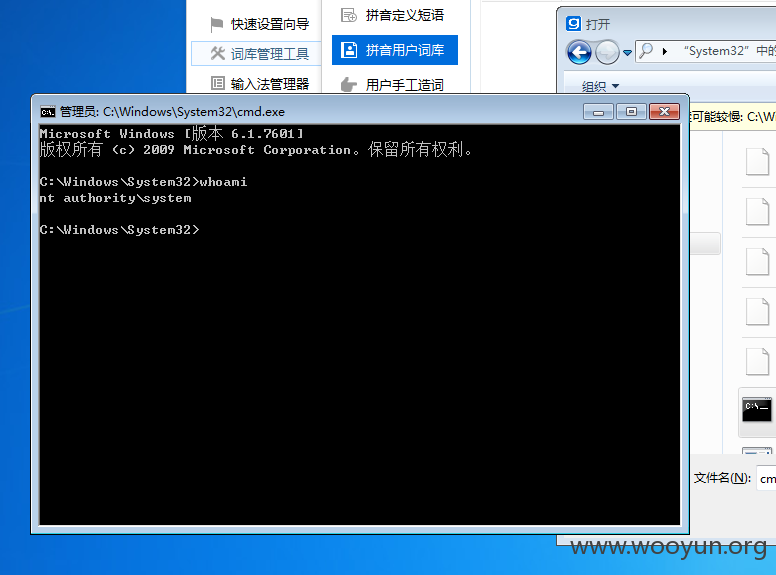 快速设置向导
词库管理工具
输入法管理器
拼音定义短语
拼音用户词库
用户手工造词
打开
“System32” 中的
组织
可能较慢: C:\W
管理员: C:\Windows\System32\cmd.exe
Microsoft Windows [版本 6.1.7601]
版权所有 (c) 2009 Microsoft Corporation。保留所有权利。
C:\Windows\System32>whoami
nt authority\system
C:\Windows\System32>
C:\
文件名(N):
cm
www.wooyun.org